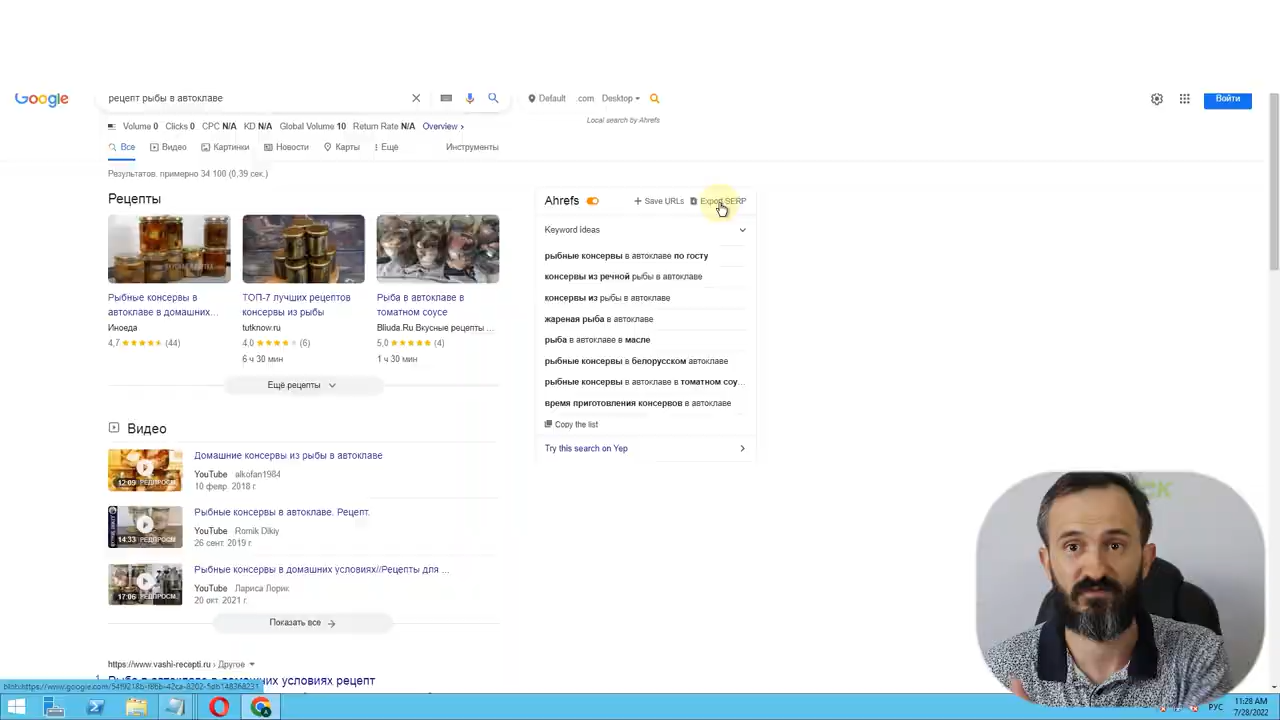 Google
рецепт рыбы в автоклаве
Default .com Desktop
Войти
Local search by Ahrefs
Volume 0 Clicks 0 CPC N/A KD N/A Global Volume 10 Return Rate N/A Overview
Все Видео Картинки Новости Карты Ещё Инструменты
Результатов: примерно 34 100 (0,39 сек.)
Рецепты
Рыбные консервы в автоклаве в домашних...
Иноеда
4,7 (44)
ТОП-7 лучших рецептов консервы из рыбы
tutknow.ru
4,0 (6)
6 ч 30 мин
Рыба в автоклаве в томатном соусе
Bliuda.Ru Вкусные рецепты ...
5,0 (4)
1 ч 30 мин
Ещё рецепты
Ahrefs + Save URLs Export SERP
Keyword ideas
рыбные консервы в автоклаве по госту
консервы из речной рыбы в автоклаве
консервы из рыбы в автоклаве
жареная рыба в автоклаве
рыба в автоклаве в масле
рыбные консервы в белорусском автоклаве
рыбные консервы в автоклаве в томатном соу...
время приготовления консервов в автоклаве
Copy the list
Try this search on Yep
Видео
Домашние консервы из рыбы в автоклаве
YouTube alkofan1984
10 февр. 2018 г.
12:09
Рыбные консервы в автоклаве. Рецепт.
YouTube Romik Dikiy
26 сент. 2019 г.
14:33
Рыбные консервы в домашних условиях//Рецепты для ...
YouTube Лариса Лорик
20 окт. 2021 г.
17:06
Показать все
https://www.vashi-recepti.ru › Другое
Рыба в автоклаве в домашних условиях рецепт
РУС
11:28 AM
7/28/2022